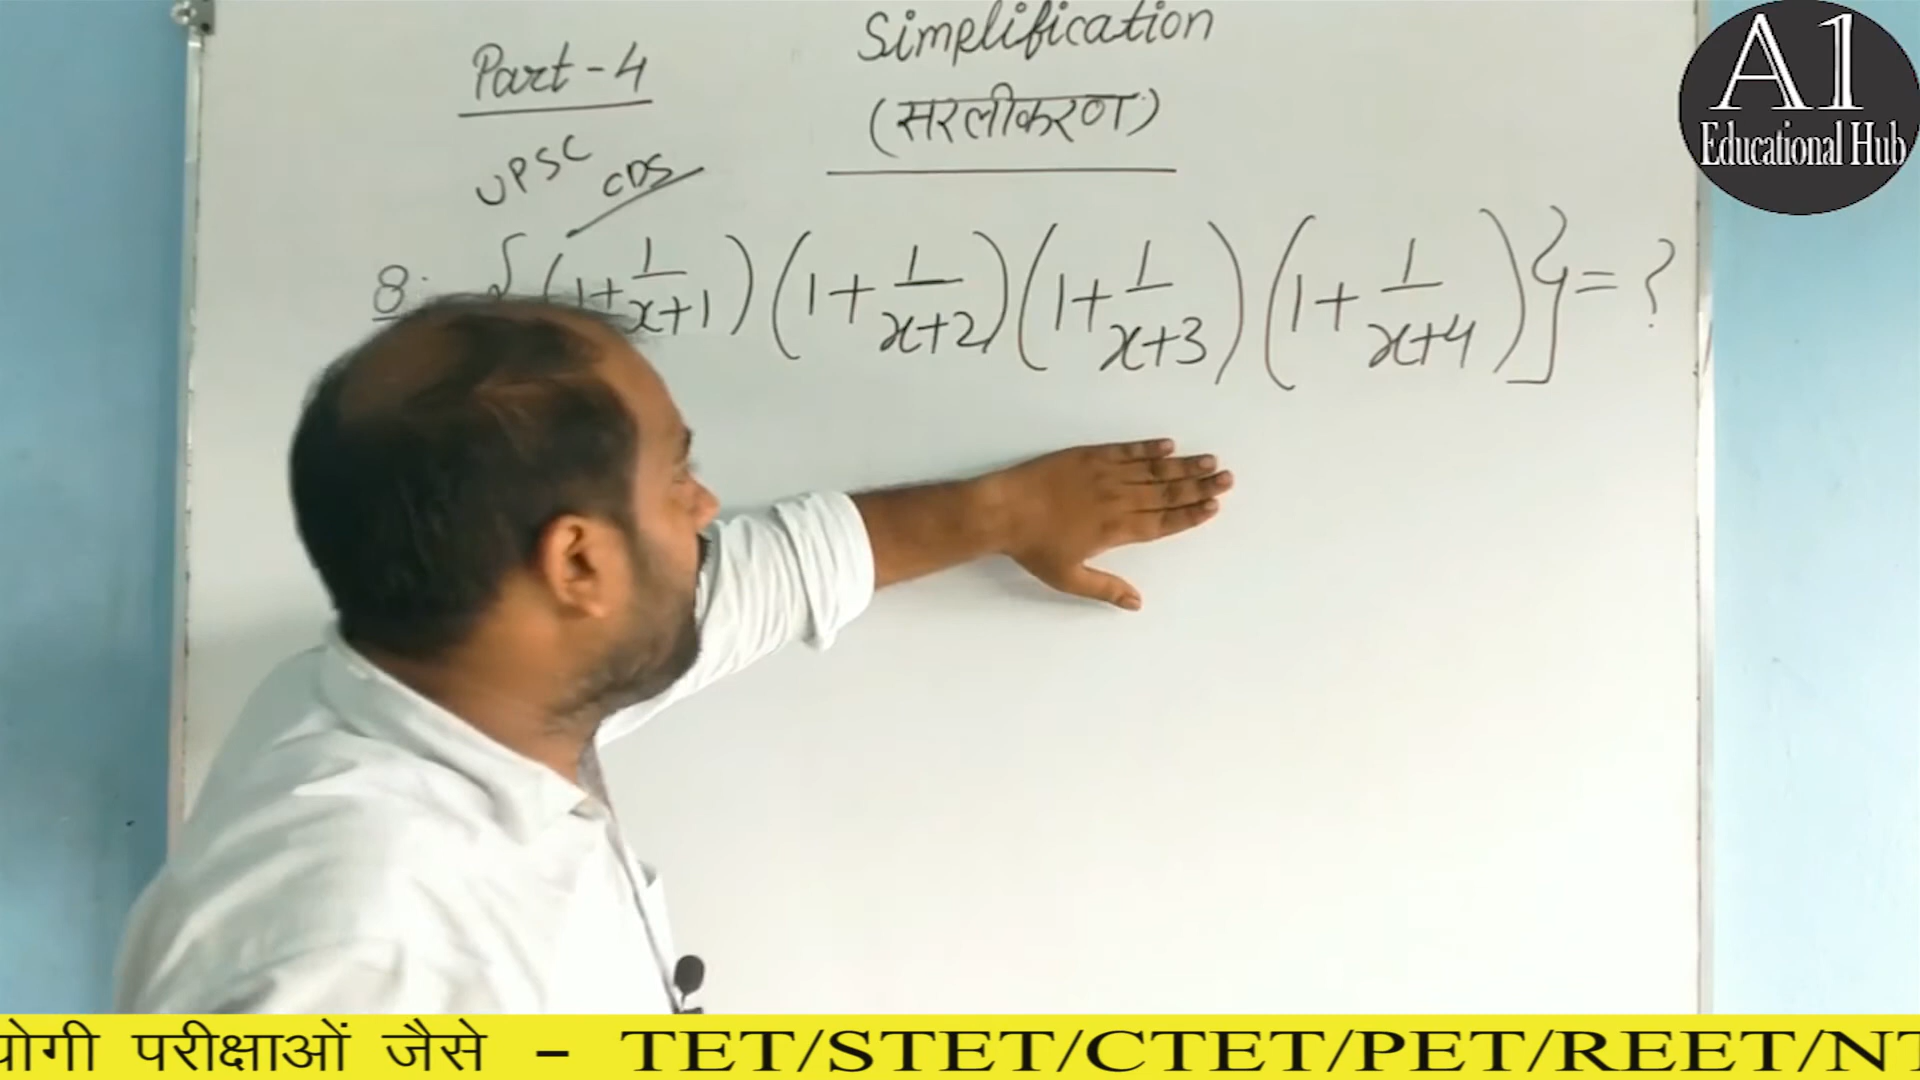 Part-4
Simplification
(सरलीकरण)
UPSC CDS
8. {(1+1/x+1)(1+1/x+2)(1+1/x+3)(1+1/x+4)} = ?
A1
Educational Hub
योगी परीक्षाओं जैसे - TET/STET/CTET/PET/REET/NT